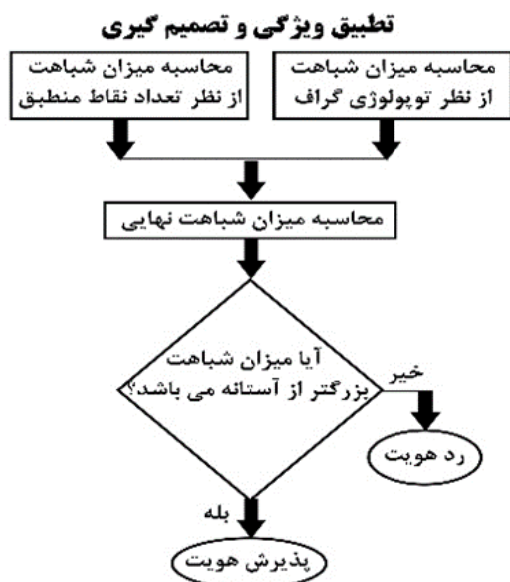 تطبیق ویژگی و تصمیم گیری
محاسبه میزان شباهت
از نظر توپولوژی گراف
محاسبه میزان شباهت
از نظر تعداد نقاط منطبق
محاسبه میزان شباهت نهایی
آیا میزان شباهت
بزرگتر از آستانه می باشد؟
خیر
رد هویت
بله
پذیرش هویت